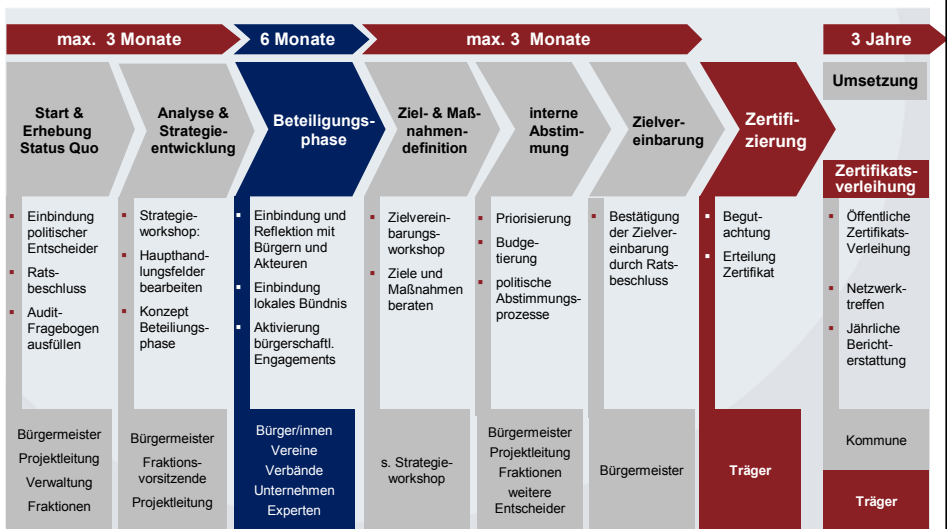 max. 3 Monate
6 Monate
max. 3 Monate
3 Jahre
Start &
Erhebung
Status Quo
Analyse &
Strategie-
entwicklung
Beteiligungs-
phase
Ziel- & Maß-
nahmen-
definition
interne
Abstim-
mung
Zielver-
einbarung
Zertifi-
zierung
Umsetzung
Zertifikats-
verleihung
Einbindung
politischer
Entscheider
Rats-
beschluss
Audit-
Fragebogen
ausfüllen
Strategie-
workshop:
Haupthand-
lungsfelder
bearbeiten
Konzept
Beteiliungs-
phase
Einbindung und
Reflektion mit
Bürgern und
Akteuren
Einbindung
lokales Bündnis
Aktivierung
bürgerschaftl.
Engagements
Zielverein-
barungs-
workshop
Ziele und
Maßnahmen
beraten
Priorisierung
Budge-
tierung
politische
Abstimmungs-
prozesse
Bestätigung
der Zielver-
einbarung
durch Rats-
beschluss
Begut-
achtung
Erteilung
Zertifikat
Öffentliche
Zertifikats-
Verleihung
Netzwerk-
treffen
Jährliche
Bericht-
erstattung
Bürgermeister
Projektleitung
Verwaltung
Fraktionen
Bürgermeister
Fraktions-
vorsitzende
Projektleitung
Bürger/innen
Vereine
Verbände
Unternehmen
Experten
s. Strategie-
workshop
Bürgermeister
Projektleitung
Fraktionen
weitere
Entscheider
Bürgermeister
Träger
Kommune
Träger